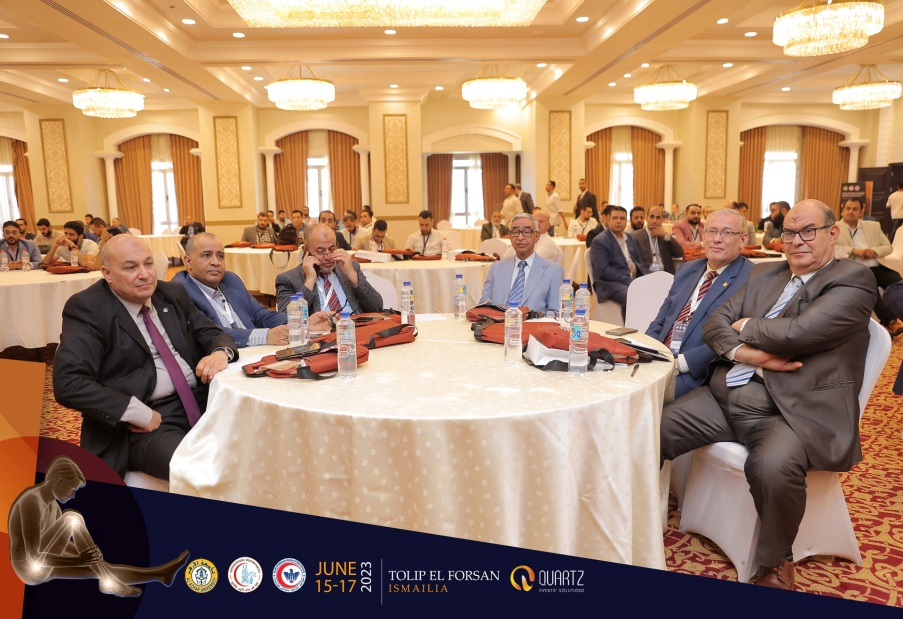 JUNE
15-17
2023
TOLIP EL FORSAN
ISMAILIA
QUARTZ
EVENTS' SOLUTIONS